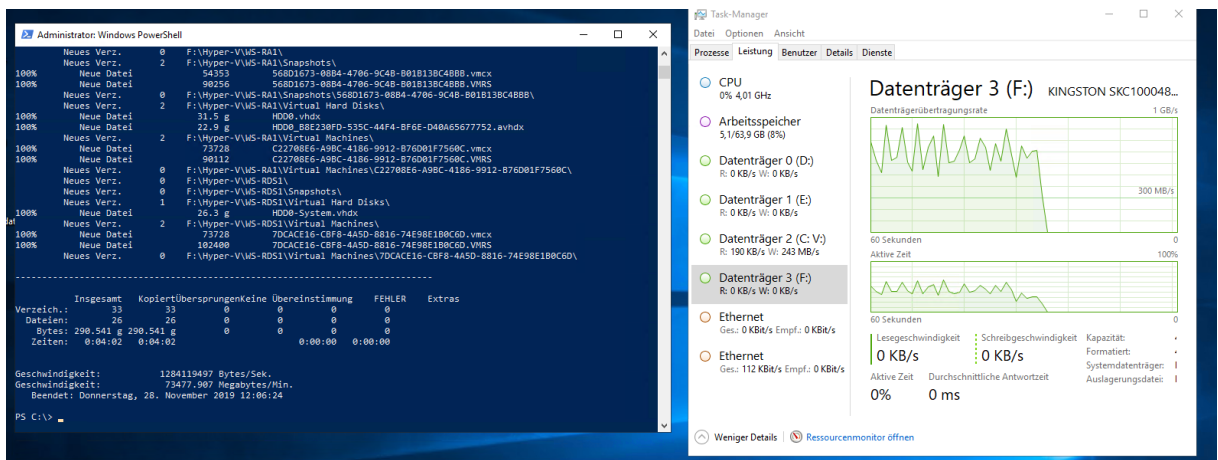 Administrator: Windows PowerShell
Neues Verz. 0 F:\Hyper-V\WS-RA1\
Neues Verz. 2 F:\Hyper-V\WS-RA1\Snapshots\
100% Neue Datei 54353 568D1673-08B4-4706-9C4B-B01B13BC4BBB.vmcx
100% Neue Datei 90256 568D1673-08B4-4706-9C4B-B01B13BC4BBB.VMRS
Neues Verz. 0 F:\Hyper-V\WS-RA1\Snapshots\568D1673-08B4-4706-9C4B-B01B13BC4BBB\
Neues Verz. 2 F:\Hyper-V\WS-RA1\Virtual Hard Disks\
100% Neue Datei 31.5 g HDD0.vhdx
100% Neue Datei 22.9 g HDD0_B8E230FD-535C-44F4-BF6E-D40A65677752.avhdx
Neues Verz. 2 F:\Hyper-V\WS-RA1\Virtual Machines\
100% Neue Datei 73728 C22708E6-A9BC-4186-9912-B76D01F7560C.vmcx
100% Neue Datei 90112 C22708E6-A9BC-4186-9912-B76D01F7560C.VMRS
Neues Verz. 0 F:\Hyper-V\WS-RA1\Virtual Machines\C22708E6-A9BC-4186-9912-B76D01F7560C\
Neues Verz. 0 F:\Hyper-V\WS-RDS1\
Neues Verz. 0 F:\Hyper-V\WS-RDS1\Snapshots\
Neues Verz. 1 F:\Hyper-V\WS-RDS1\Virtual Hard Disks\
100% Neue Datei 26.3 g HDD0-System.vhdx
Neues Verz. 2 F:\Hyper-V\WS-RDS1\Virtual Machines\
100% Neue Datei 73728 7DCACE16-CBF8-4A5D-8816-74E98E1B0C6D.vmcx
100% Neue Datei 102400 7DCACE16-CBF8-4A5D-8816-74E98E1B0C6D.VMRS
Neues Verz. 0 F:\Hyper-V\WS-RDS1\Virtual Machines\7DCACE16-CBF8-4A5D-8816-74E98E1B0C6D\
------------------------------------------------------------------------------
Insgesamt KopiertÜbersprungenKeine Übereinstimmung FEHLER Extras
Verzeich.: 33 33 0 0 0 0
Dateien: 26 26 0 0 0 0
Bytes: 290.541 g 290.541 g 0 0 0 0
Zeiten: 0:04:02 0:04:02 0:00:00 0:00:00
Geschwindigkeit: 1284119497 Bytes/Sek.
Geschwindigkeit: 73477.907 Megabytes/Min.
Beendet: Donnerstag, 28. November 2019 12:06:24
PS C:\>
Task-Manager
Datei Optionen Ansicht
Prozesse Leistung Benutzer Details Dienste
CPU
0% 4,01 GHz
Arbeitsspeicher
5,1/63,9 GB (8%)
Datenträger 0 (D:)
R: 0 KB/s W: 0 KB/s
Datenträger 1 (E:)
R: 0 KB/s W: 0 KB/s
Datenträger 2 (C: V:)
R: 190 KB/s W: 243 MB/s
Datenträger 3 (F:)
R: 0 KB/s W: 0 KB/s
Ethernet
Ges.: 0 KBit/s Empf.: 0 KBit/s
Ethernet
Ges.: 112 KBit/s Empf.: 0 KBit/s
Datenträger 3 (F:) KINGSTON SKC100048...
Datenträgerübertragungsrate 1 GB/s
300 MB/s
60 Sekunden 0
Aktive Zeit 100%
60 Sekunden 0
Lesegeschwindigkeit Schreibgeschwindigkeit
0 KB/s 0 KB/s
Aktive Zeit Durchschnittliche Antwortzeit
0% 0 ms
Kapazität:
Formatiert:
Systemdatenträger:
Auslagerungsdatei:
Weniger Details Ressourcenmonitor öffnen